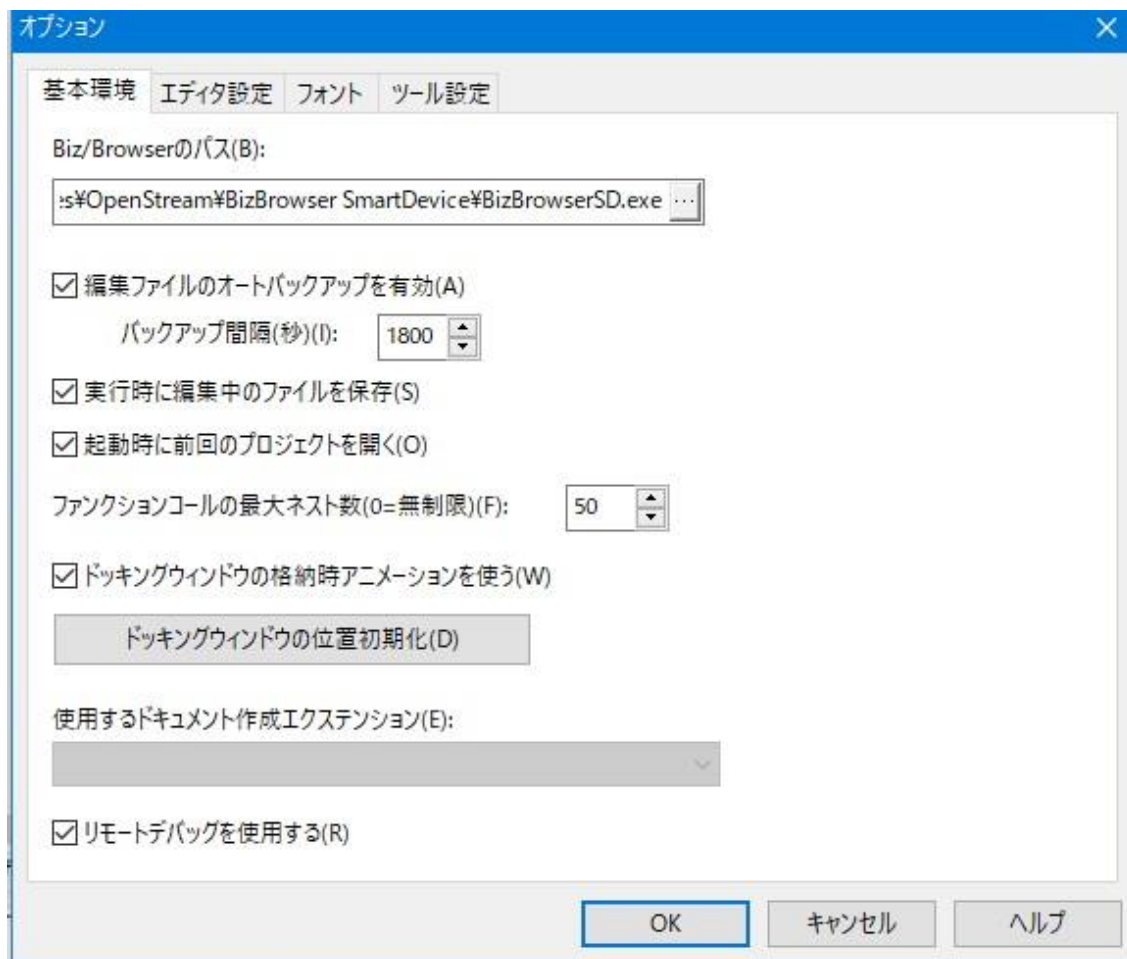 オプション
基本環境 エディタ設定 フォント ツール設定
Biz/Browserのパス(B):
:s¥OpenStream¥BizBrowser SmartDevice¥BizBrowserSD.exe ...
編集ファイルのオートバックアップを有効(A)
バックアップ間隔(秒)(I): 1800
実行時に編集中のファイルを保存(S)
起動時に前回のプロジェクトを開く(O)
ファンクションコールの最大ネスト数(0=無制限)(F): 50
ドッキングウィンドウの格納時アニメーションを使う(W)
ドッキングウィンドウの位置初期化(D)
使用するドキュメント作成エクステンション(E):
リモートデバッグを使用する(R)
OK キャンセル ヘルプ